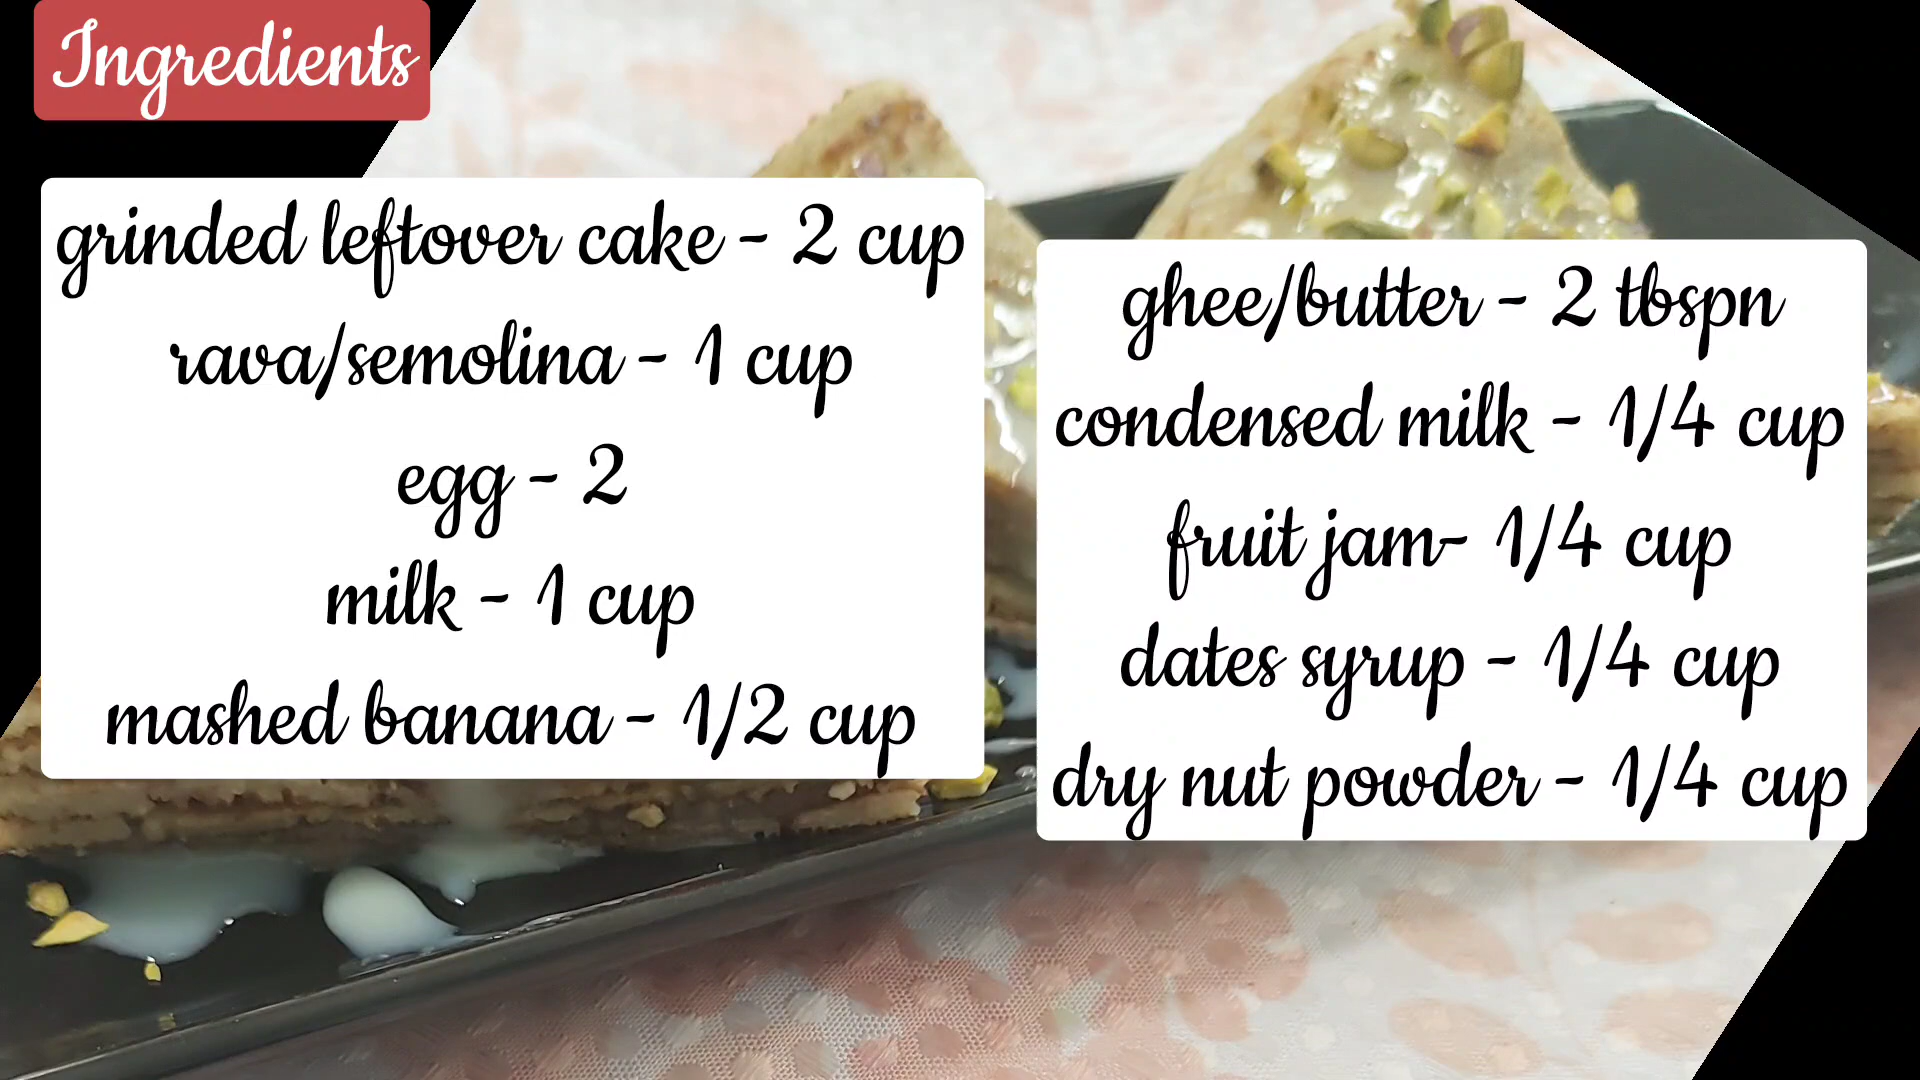 Ingredients
grinded leftover cake - 2 cup
rava/semolina - 1 cup
egg - 2
milk - 1 cup
mashed banana - 1/2 cup
ghee/butter - 2 tbspn
condensed milk - 1/4 cup
fruit jam- 1/4 cup
dates syrup - 1/4 cup
dry nut powder - 1/4 cup